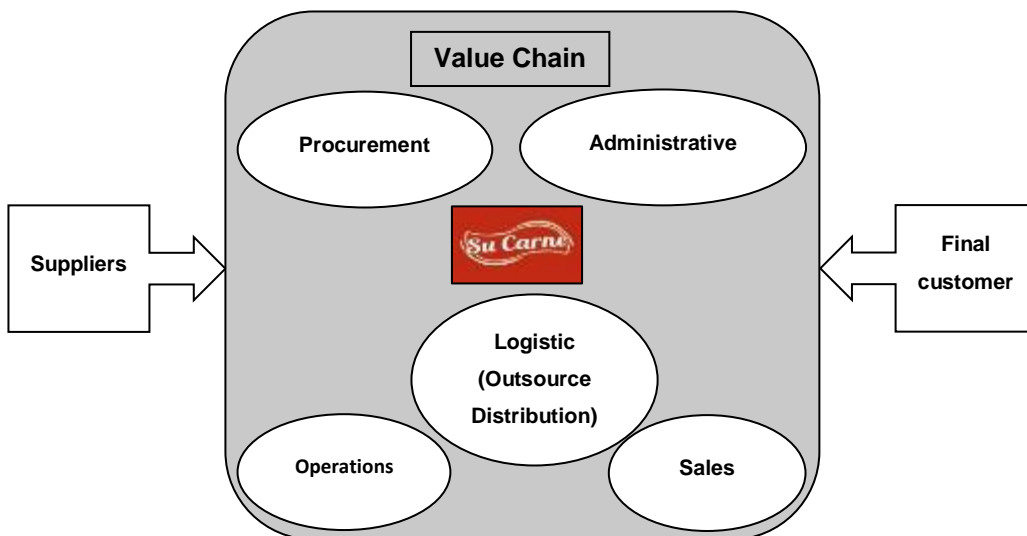 Value Chain
Procurement
Administrative
Su Carne
Suppliers
Final
customer
Logistic
(Outsource
Distribution)
Operations
Sales